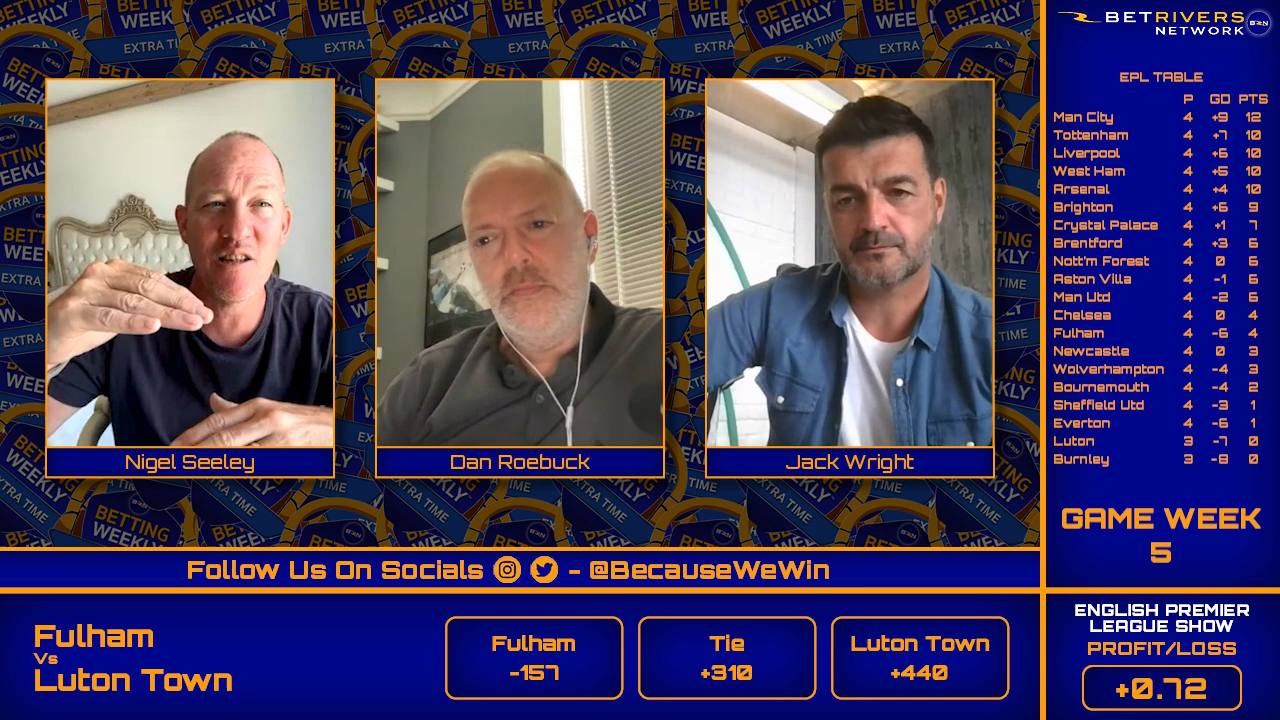 BETRIVERS
NETWORK
BRN
EPL TABLE
P GD PTS
Man City 4 +9 12
Tottenham 4 +7 10
Liverpool 4 +6 10
West Ham 4 +5 10
Arsenal 4 +4 10
Brighton 4 +6 9
Crystal Palace 4 +1 7
Brentford 4 +3 6
Nott'm Forest 4 0 6
Aston Villa 4 -1 6
Man Utd 4 -2 6
Chelsea 4 0 4
Fulham 4 -6 4
Newcastle 4 0 3
Wolverhampton 4 -4 3
Bournemouth 4 -4 2
Sheffield Utd 4 -3 1
Everton 4 -6 1
Luton 3 -7 0
Burnley 3 -8 0
GAME WEEK
5
BETTING
WEEKLY
EXTRA TIME
Nigel Seeley
Dan Roebuck
Jack Wright
Follow Us On Socials - @BecauseWeWin
Fulham
Vs
Luton Town
Fulham
-157
Tie
+310
Luton Town
+440
ENGLISH PREMIER
LEAGUE SHOW
PROFIT/LOSS
+0.72